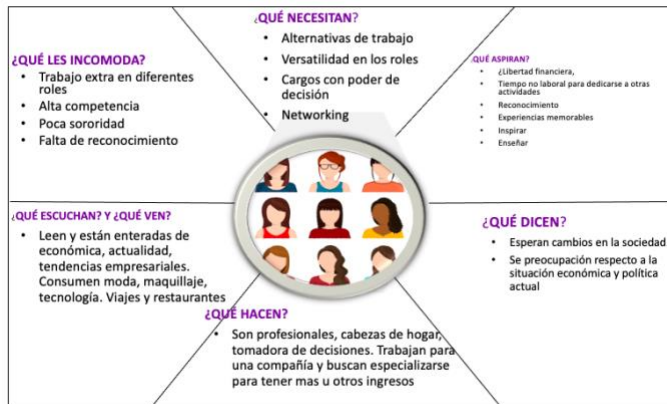 ¿QUÉ NECESITAN?
• Alternativas de trabajo
• Versatilidad en los roles
• Cargos con poder de
decisión
• Networking
¿QUÉ LES INCOMODA?
• Trabajo extra en diferentes
roles
• Alta competencia
• Poca sororidad
• Falta de reconocimiento
¿QUÉ ASPIRAN?
• ¿Libertad financiera,
• Tiempo no laboral para dedicarse a otras
actividades
• Reconocimiento
• Experiencias memorables
• Inspirar
• Enseñar
¿QUÉ ESCUCHAN? Y ¿QUÉ VEN?
• Leen y están enteradas de
económica, actualidad,
tendencias empresariales.
Consumen moda, maquillaje,
tecnología. Viajes y restaurantes
¿QUÉ DICEN?
• Esperan cambios en la sociedad
• Se preocupación respecto a la
situación económica y política
actual
¿QUÉ HACEN?
• Son profesionales, cabezas de hogar,
tomadora de decisiones. Trabajan para
una compañía y buscan especializarse
para tener mas u otros ingresos